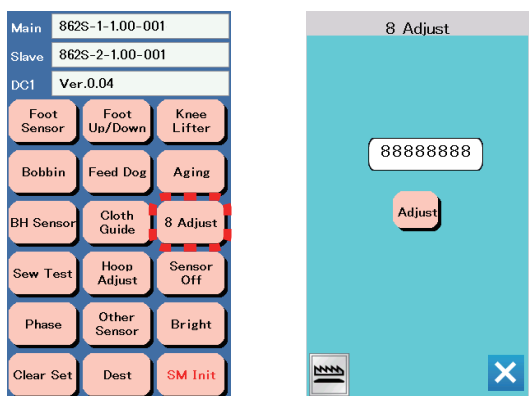 Main 862S-1-1.00-001
Slave 862S-2-1.00-001
DC1 Ver.0.04
Foot Sensor
Foot Up/Down
Knee Lifter
Bobbin
Feed Dog
Aging
BH Sensor
Cloth Guide
8 Adjust
Sew Test
Hoop Adjust
Sensor Off
Phase
Other Sensor
Bright
Clear Set
Dest
SM Init
8 Adjust
88888888
Adjust